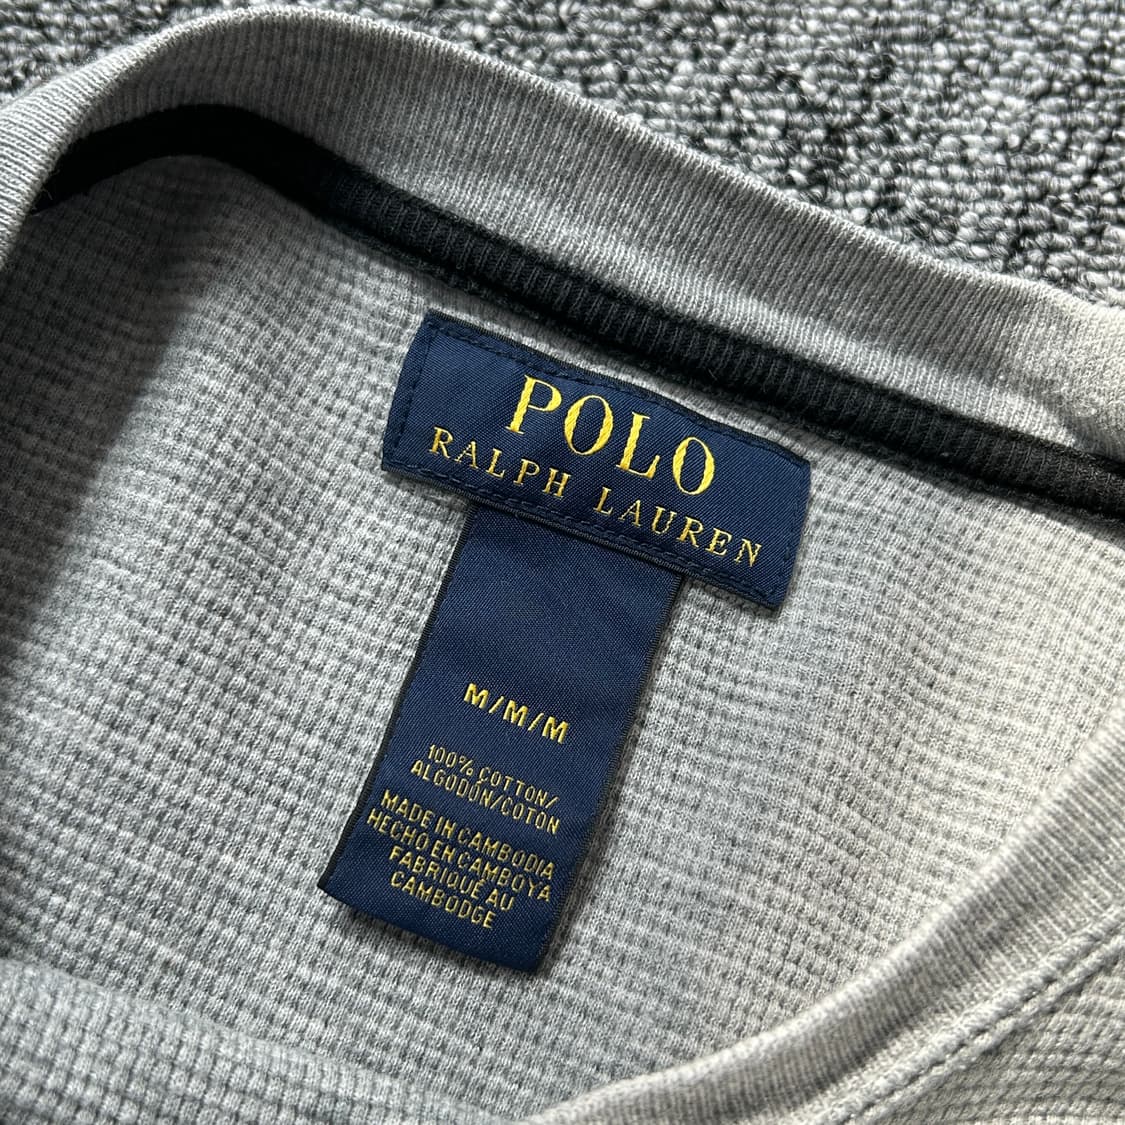 POLO
RALPH LAUREN
M/M/M
100% COTTON/
ALGODÓN/COTON
MADE IN CAMBODIA
HECHO EN CAMBOYA
FABRIQUÉ AU
CAMBODGE